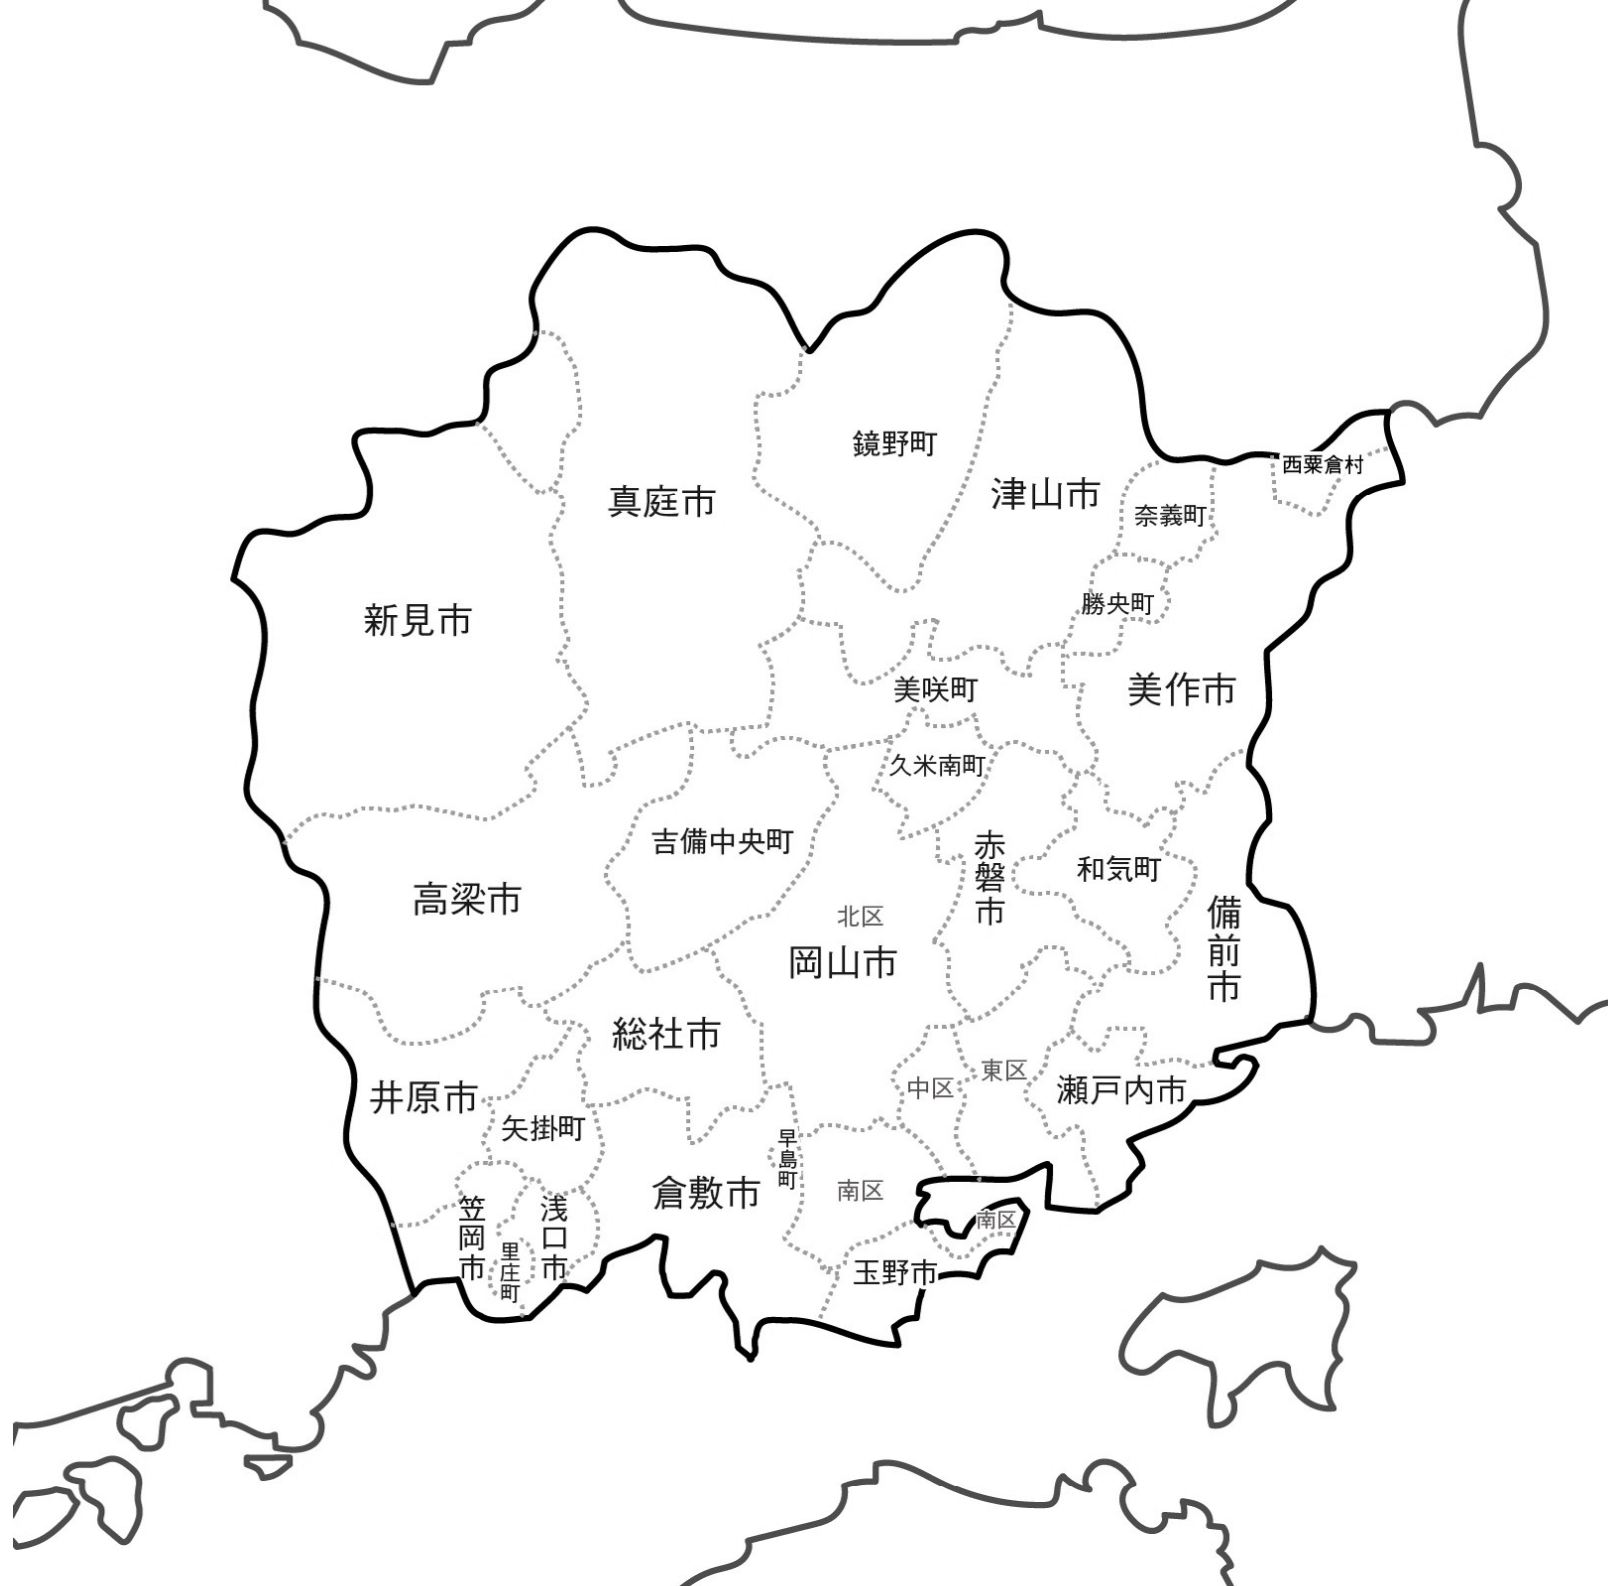 鏡野町
西粟倉村
真庭市
津山市
奈義町
勝央町
新見市
美咲町
美作市
久米南町
吉備中央町
赤磐市
和気町
高梁市
北区
備前市
岡山市
総社市
東区
中区
瀬戸内市
井原市
矢掛町
早島町
倉敷市
南区
南区
笠岡市
浅口市
里庄町
玉野市